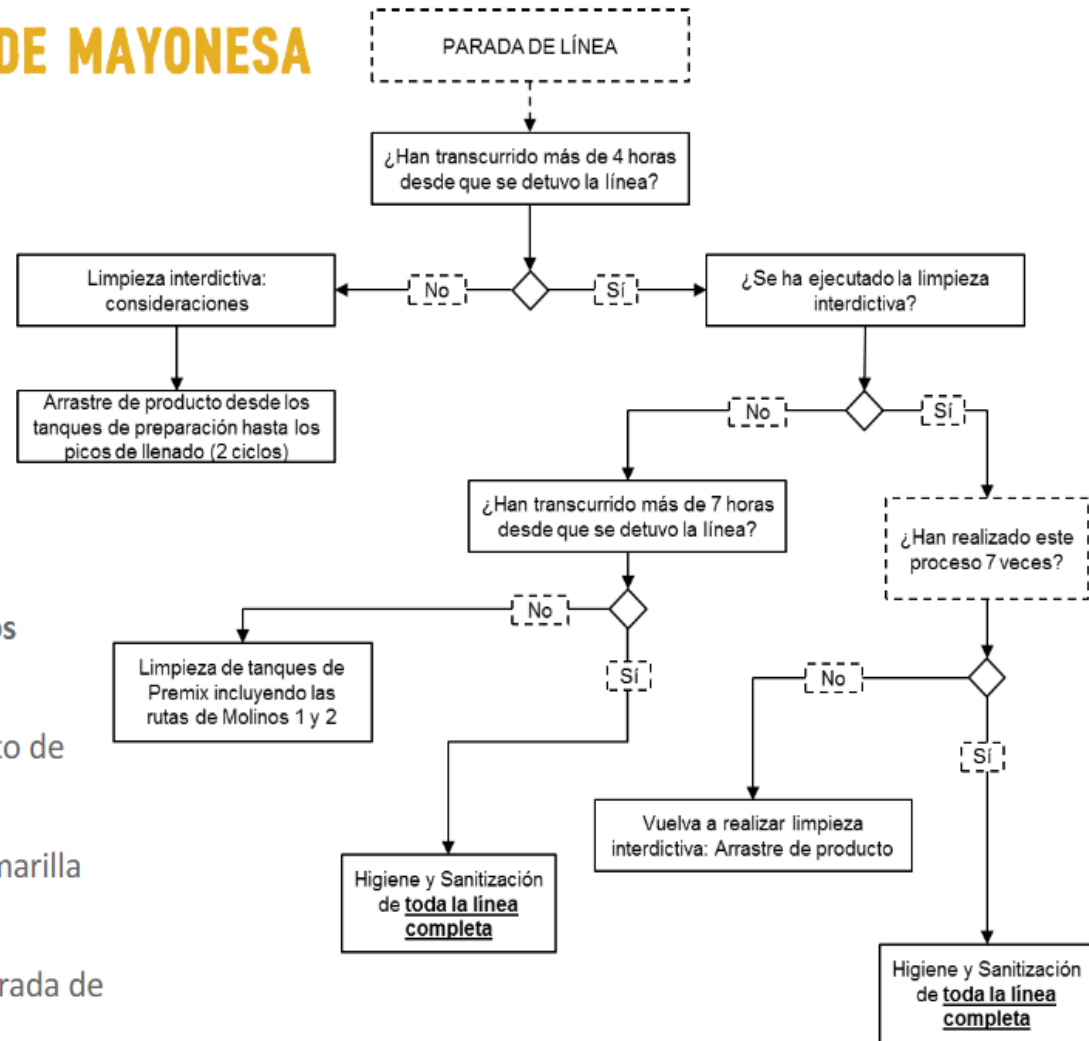 DE MAYONESA
PARADA DE LÍNEA
¿Han transcurrido más de 4 horas
desde que se detuvo la línea?
Limpieza interdictiva:
consideraciones
No
Sí
¿Se ha ejecutado la limpieza
interdictiva?
Arrastre de producto desde los
tanques de preparación hasta los
picos de llenado (2 ciclos)
No
Sí
¿Han transcurrido más de 7 horas
desde que se detuvo la línea?
¿Han realizado este
proceso 7 veces?
No
Sí
Limpieza de tanques de
Premix incluyendo las
rutas de Molinos 1 y 2
No
Sí
Vuelva a realizar limpieza
interdictiva: Arrastre de producto
Higiene y Sanitización
de toda la línea
completa
Higiene y Sanitización
de toda la línea
completa
os
to de
marilla
rada de